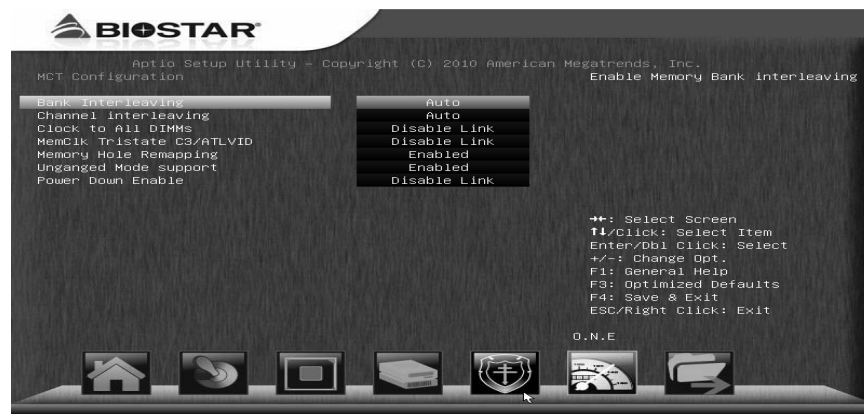 BIOSTAR
Aptio Setup Utility – Copyright (C) 2010 American Megatrends, Inc.
MCT Configuration
Enable Memory Bank interleaving
Bank Interleaving Auto
Channel interleaving Auto
Clock to All DIMMs Disable Link
MemClk Tristate C3/ATLVID Disable Link
Memory Hole Remapping Enabled
Unganged Mode support Enabled
Power Down Enable Disable Link
→←: Select Screen
↑↓/Click: Select Item
Enter/Dbl Click: Select
+/-: Change Opt.
F1: General Help
F3: Optimized Defaults
F4: Save & Exit
ESC/Right Click: Exit
O.N.E